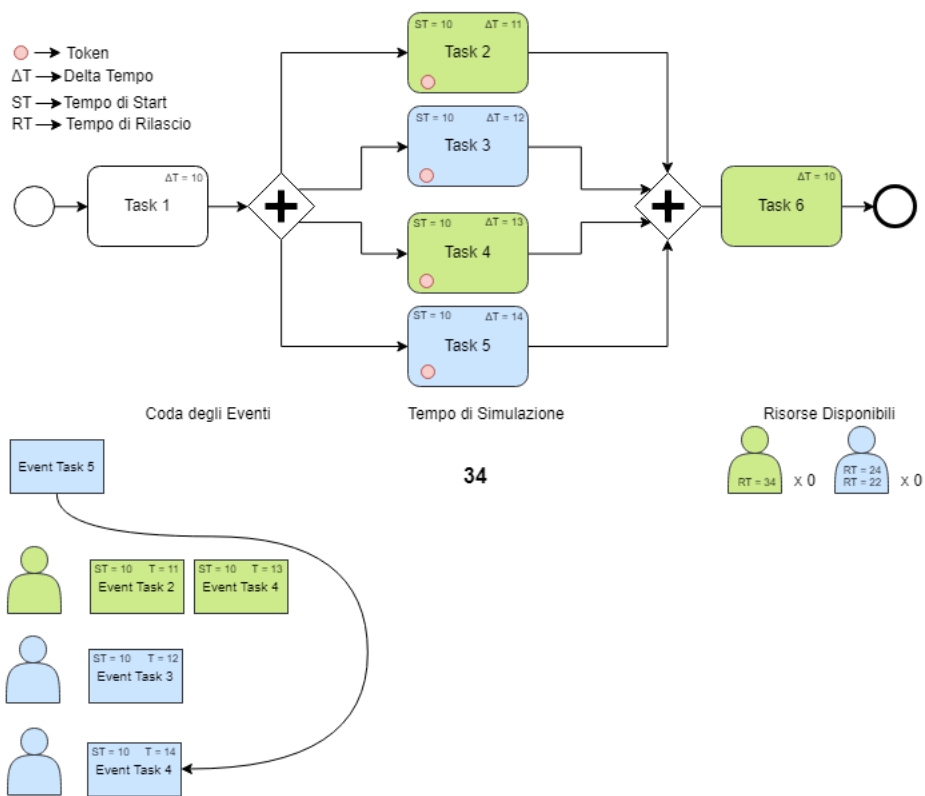 ST = 10 ΔT = 11
Task 2
Token
ΔT Delta Tempo
ST Tempo di Start
RT Tempo di Rilascio
ST = 10 ΔT = 12
Task 3
ΔT = 10
Task 1
ΔT = 10
Task 6
ST = 10 ΔT = 13
Task 4
ST = 10 ΔT = 14
Task 5
Coda degli Eventi
Tempo di Simulazione
Risorse Disponibili
Event Task 5
34
RT = 34
X 0
RT = 24
RT = 22
X 0
ST = 10 T = 11
Event Task 2
ST = 10 T = 13
Event Task 4
ST = 10 T = 12
Event Task 3
ST = 10 T = 14
Event Task 4